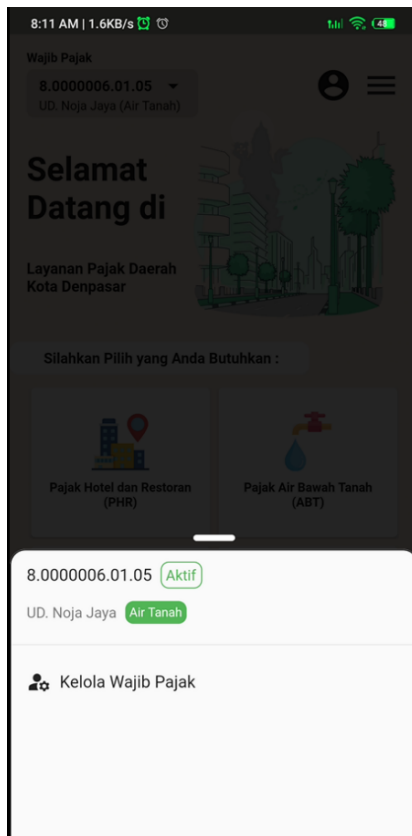 8:11 AM | 1.6KB/s
48
Wajib Pajak
8.0000006.01.05
UD. Noja Jaya (Air Tanah)
Selamat
Datang di
Layanan Pajak Daerah
Kota Denpasar
Silahkan Pilih yang Anda Butuhkan :
Pajak Hotel dan Restoran
(PHR)
Pajak Air Bawah Tanah
(ABT)
8.0000006.01.05 Aktif
UD. Noja Jaya Air Tanah
Kelola Wajib Pajak